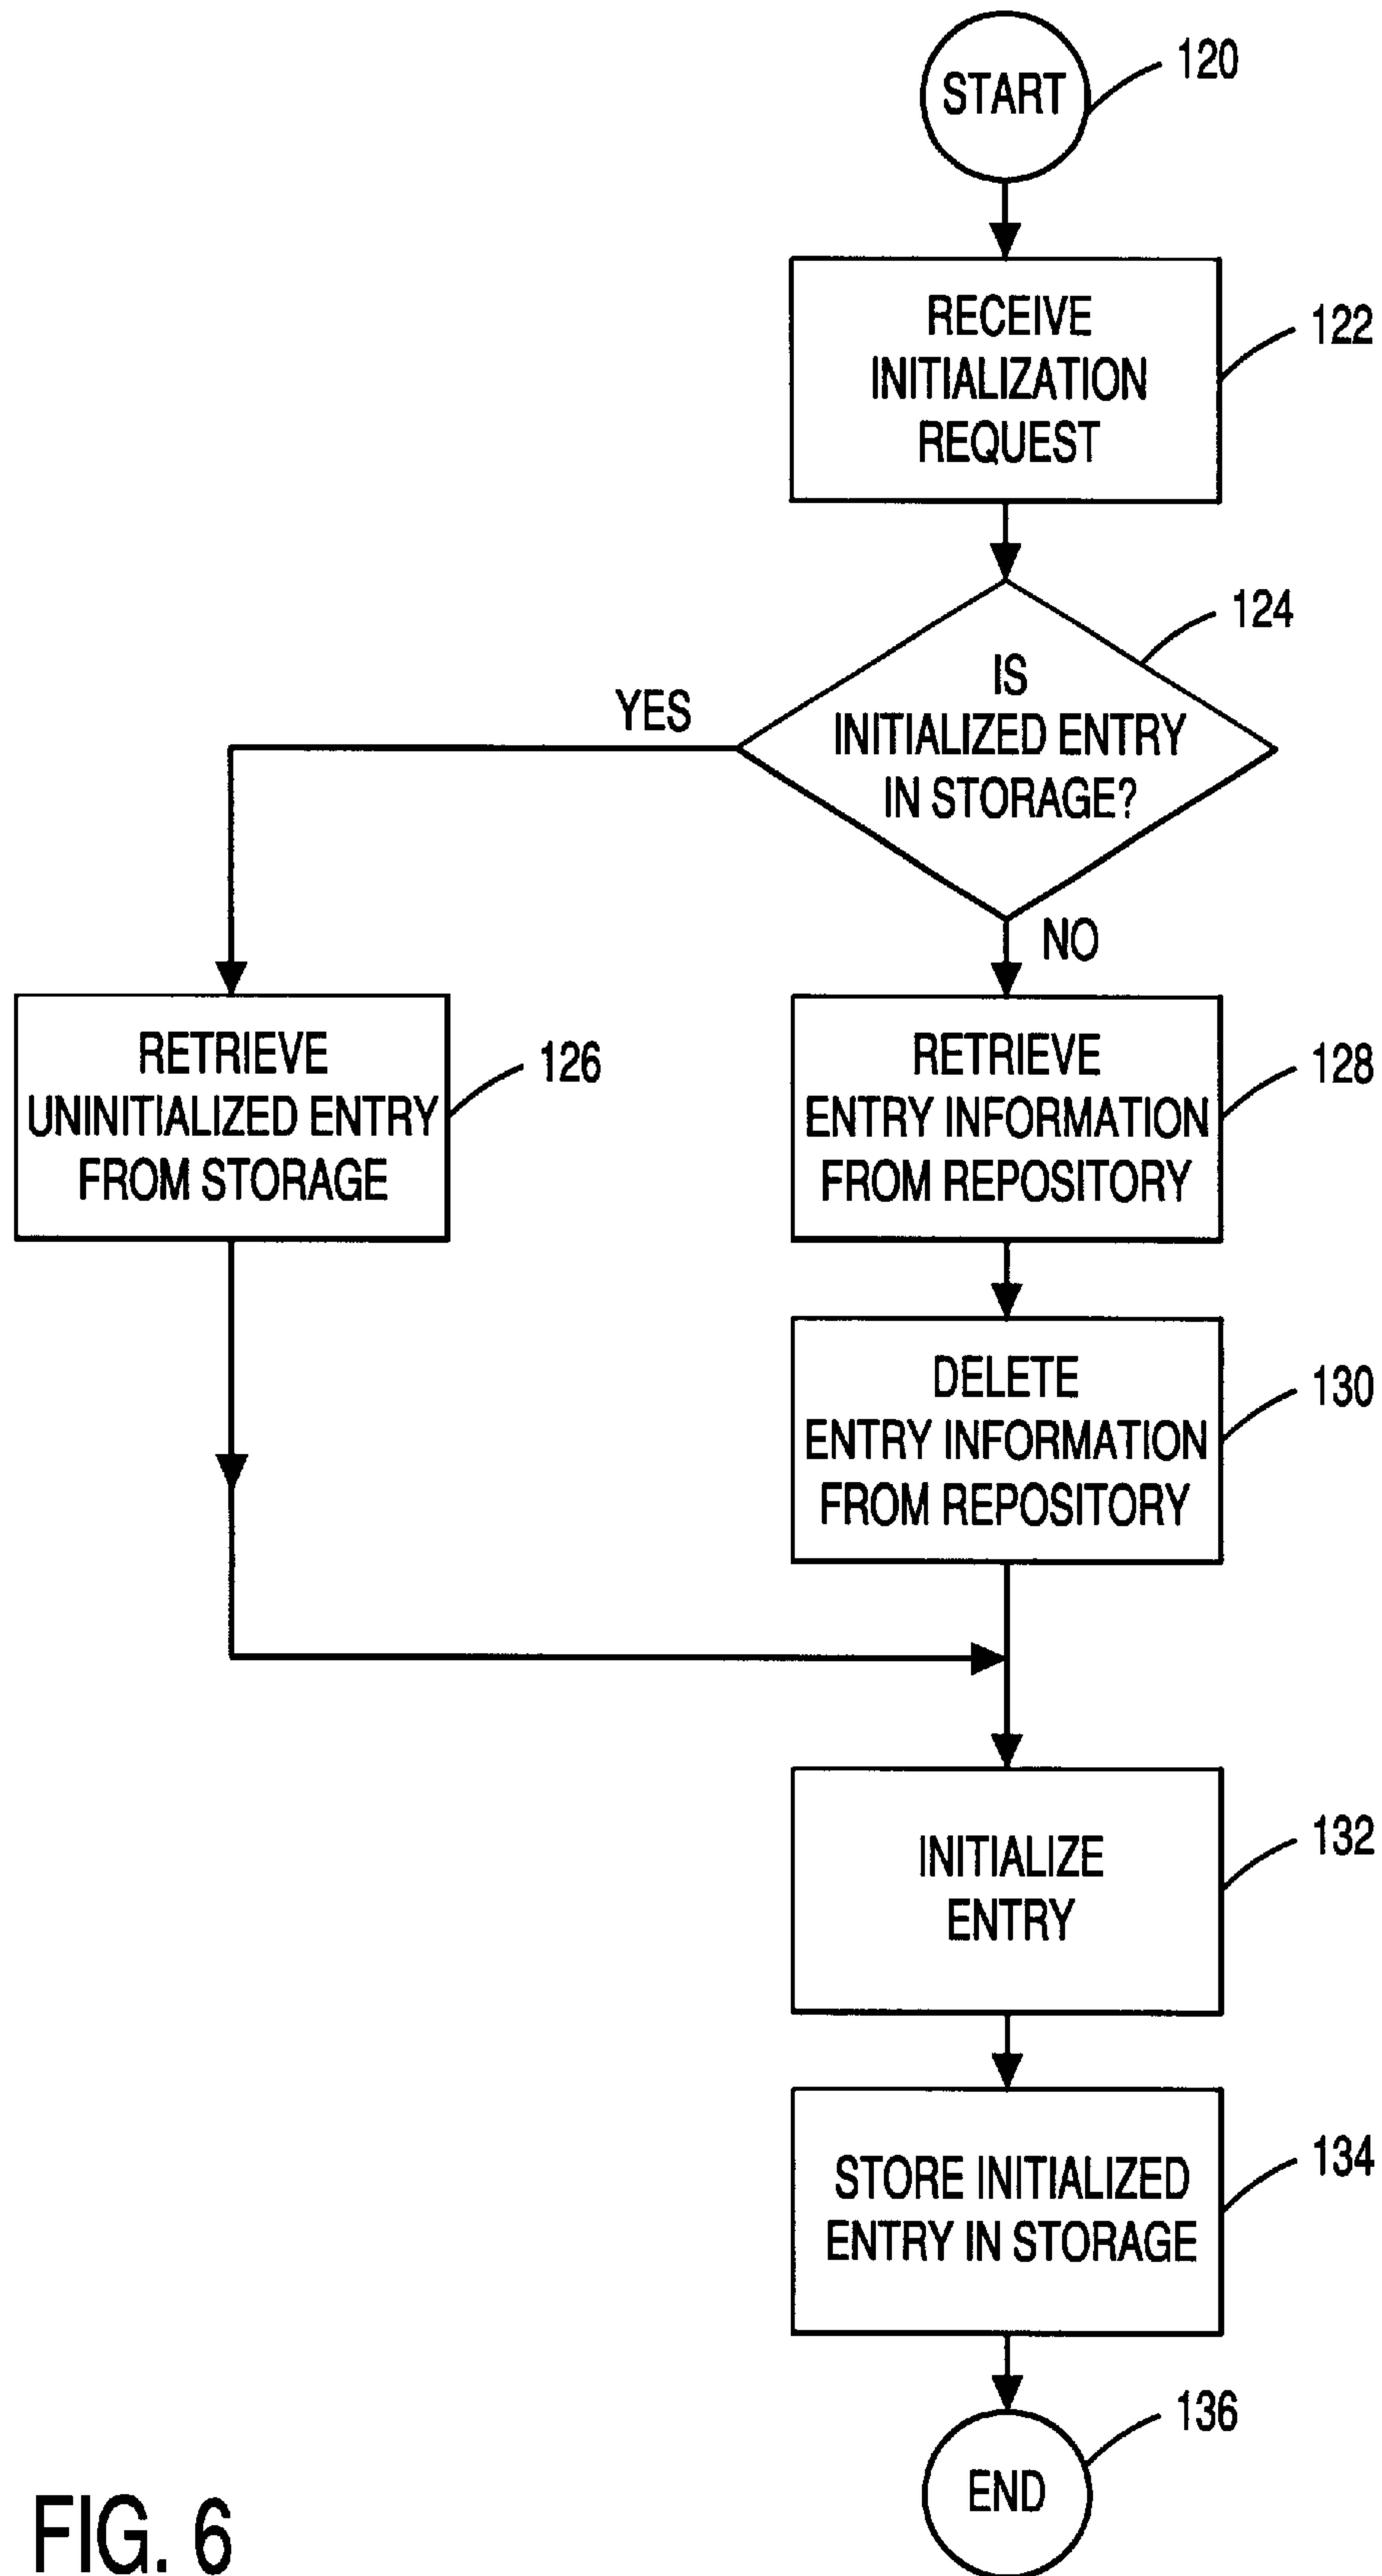 START
120
RECEIVE
INITIALIZATION
REQUEST
122
124
IS
INITIALIZED ENTRY
IN STORAGE?
YES
NO
RETRIEVE
UNINITIALIZED ENTRY
FROM STORAGE
126
RETRIEVE
ENTRY INFORMATION
FROM REPOSITORY
128
DELETE
ENTRY INFORMATION
FROM REPOSITORY
130
INITIALIZE
ENTRY
132
STORE INITIALIZED
ENTRY IN STORAGE
134
136
END
FIG. 6